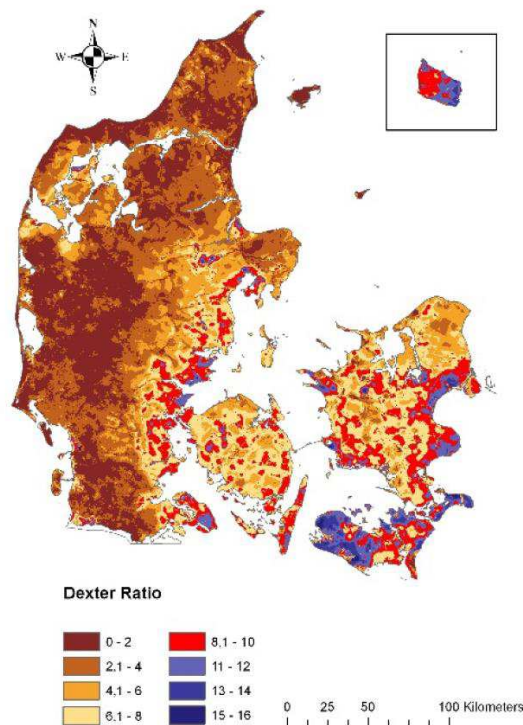 N
W E
S
Dexter Ratio
0 - 2 8,1 - 10
2,1 - 4 11 - 12
4,1 - 6 13 - 14
6,1 - 8 15 - 16
0 25 50 100 Kilometers